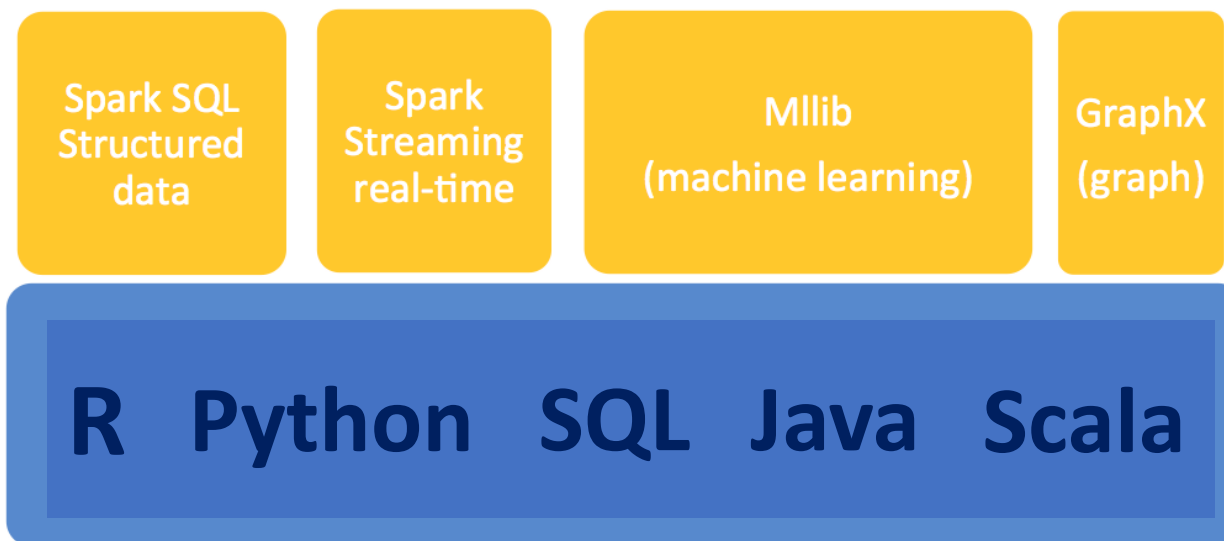 Spark SQL
Structured
data
Spark
Streaming
real-time
Mllib
(machine learning)
GraphX
(graph)
R Python SQL Java Scala